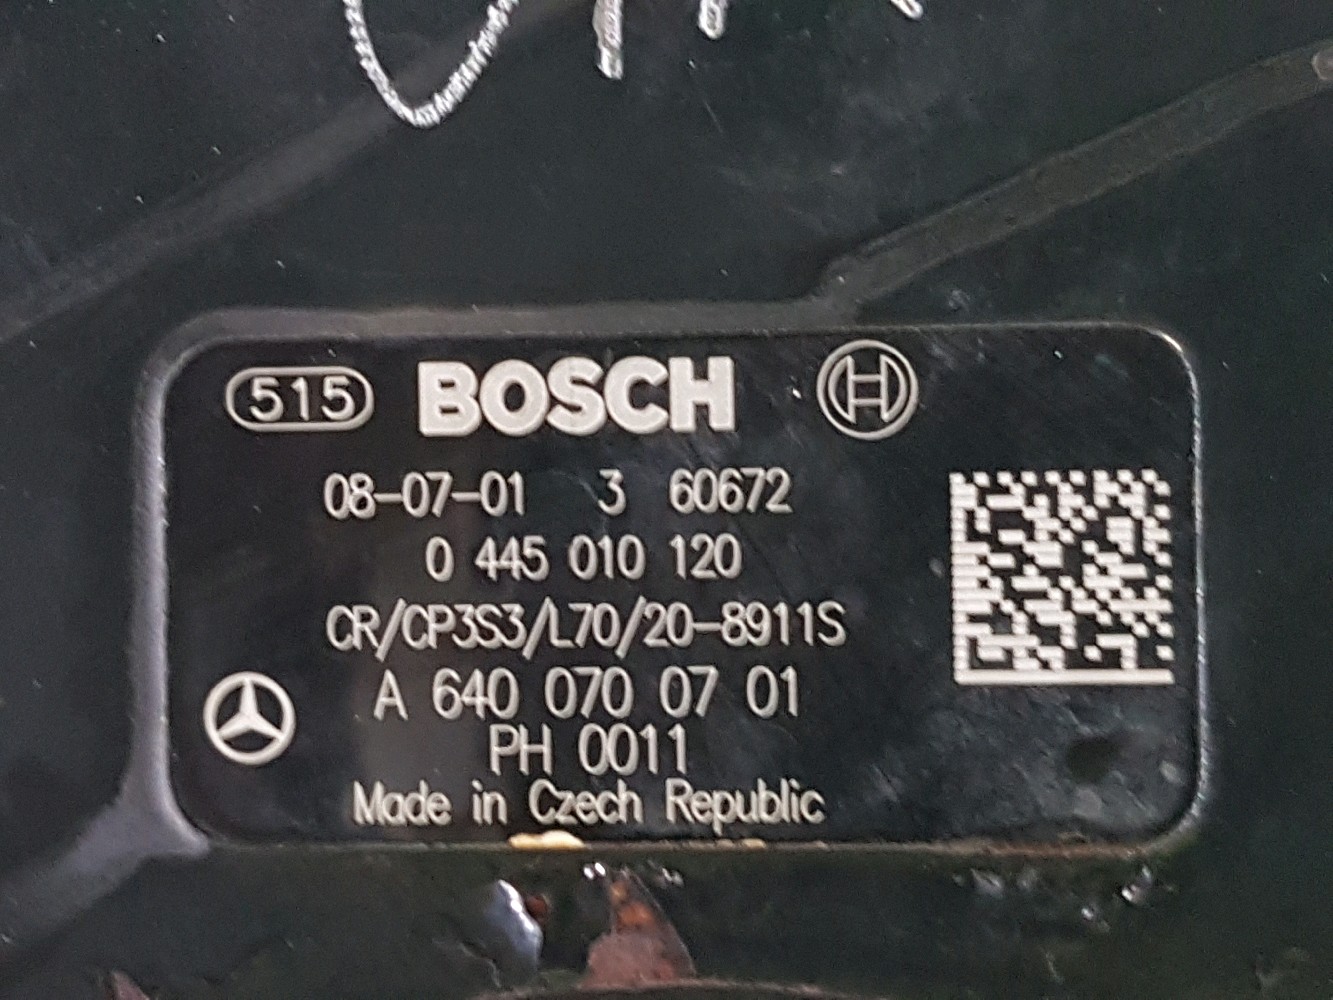 515 BOSCH
08-07-01 3 60672
0 445 010 120
CR/CP3S3/L70/20-8911S
A 640 070 07 01
PH 0011
Made in Czech Republic